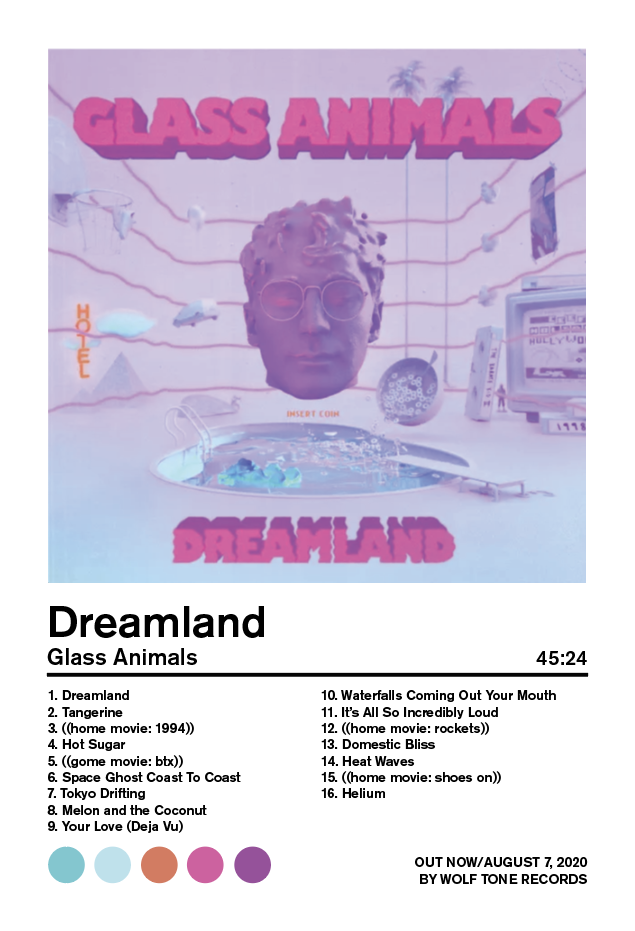 GLASS ANIMALS
HOTEL
INSERT COIN
1998
DREAMLAND
Dreamland
Glass Animals
45:24
1. Dreamland
2. Tangerine
3. ((home movie: 1994))
4. Hot Sugar
5. ((gome movie: btx))
6. Space Ghost Coast To Coast
7. Tokyo Drifting
8. Melon and the Coconut
9. Your Love (Deja Vu)
10. Waterfalls Coming Out Your Mouth
11. It's All So Incredibly Loud
12. ((home movie: rockets))
13. Domestic Bliss
14. Heat Waves
15. ((home movie: shoes on))
16. Helium
OUT NOW/AUGUST 7, 2020
BY WOLF TONE RECORDS